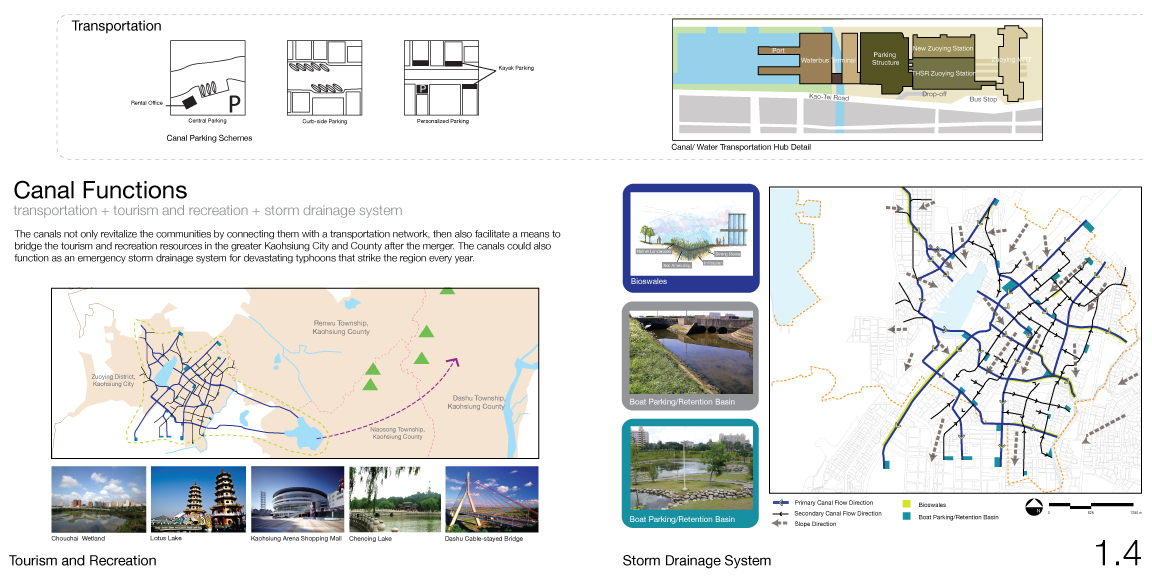 Transportation
Rental Office
P
Central Parking
Curb-side Parking
P
Kayak Parking
Personalized Parking
Canal Parking Schemes
Port
Waterbus Terminal
Parking
Structure
New Zuoying Station
THSR Zuoying Station
Zuoying MRT
Kao-Tw Road
Drop-off
Bus Stop
Canal/ Water Transportation Hub Detail
Canal Functions
transportation + tourism and recreation + storm drainage system
The canals not only revitalize the communities by connecting them with a transportation network, then also facilitate a means to
bridge the tourism and recreation resources in the greater Kaohsiung City and County after the merger. The canals could also
function as an emergency storm drainage system for devastating typhoons that strike the region every year.
Renwu Township,
Kaohsiung County
Zuoying District,
Kaohsiung City
Dashu Township,
Kaohsiung County
Niaosong Township,
Kaohsiung County
Chouchai Wetland
Lotus Lake
Kaohsiung Arena Shopping Mall
Chencing Lake
Dashu Cable-stayed Bridge
Tourism and Recreation
Bioswales
Boat Parking/Retention Basin
Boat Parking/Retention Basin
Primary Canal Flow Direction
Secondary Canal Flow Direction
Slope Direction
Bioswales
Boat Parking/Retention Basin
N
0
Storm Drainage System
1.4